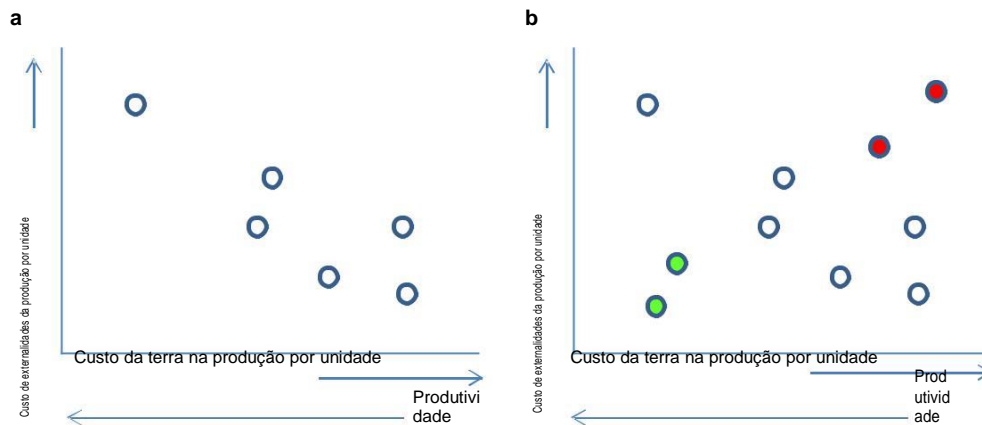 a
Custo de externalidades da produção por unidade
Custo da terra na produção por unidade
Produtivi
dade
b
Custo de externalidades da produção por unidade
Custo da terra na produção por unidade
Prod
utivid
ade